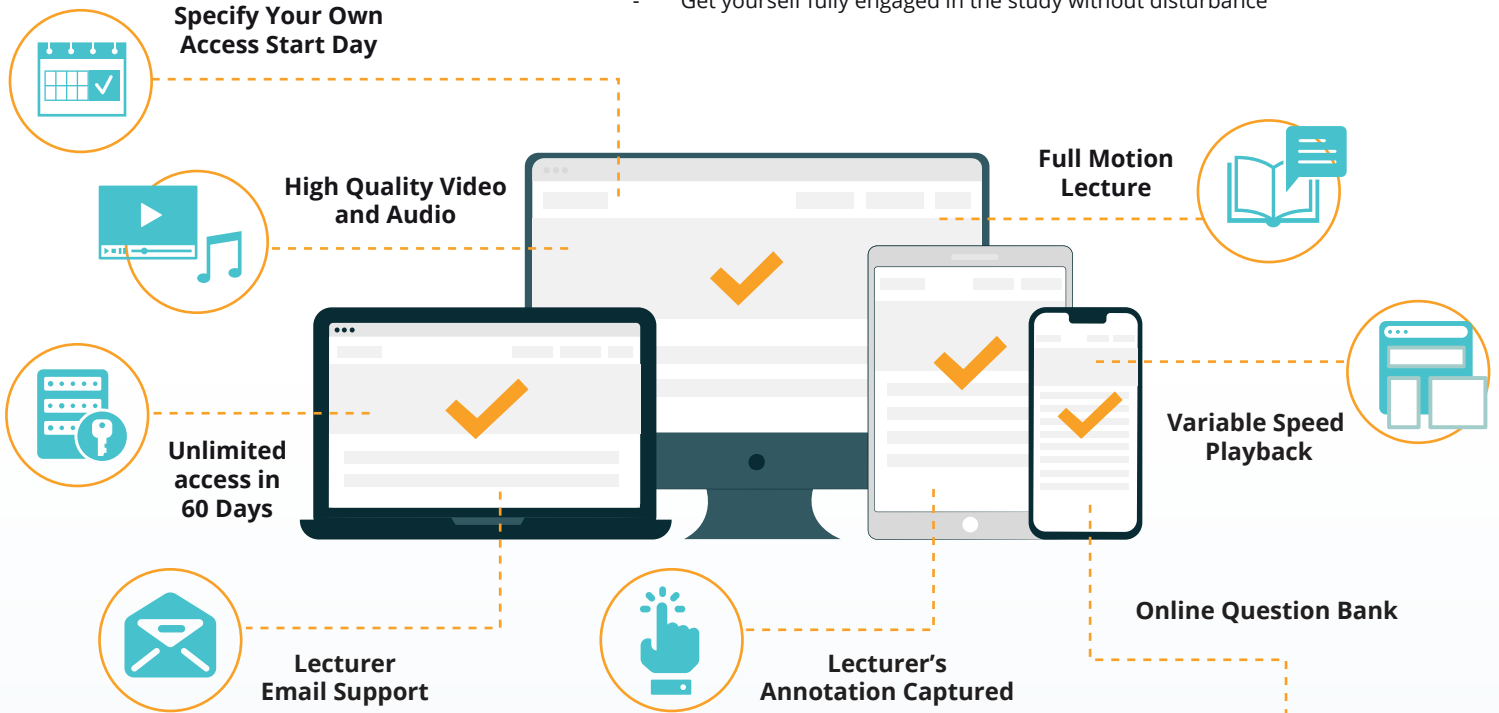 - Get yourself fully engaged in the study without disturbance
Specify Your Own
Access Start Day
High Quality Video
and Audio
Full Motion
Lecture
Unlimited
access in
60 Days
Variable Speed
Playback
Lecturer
Email Support
Lecturer’s
Annotation Captured
Online Question Bank